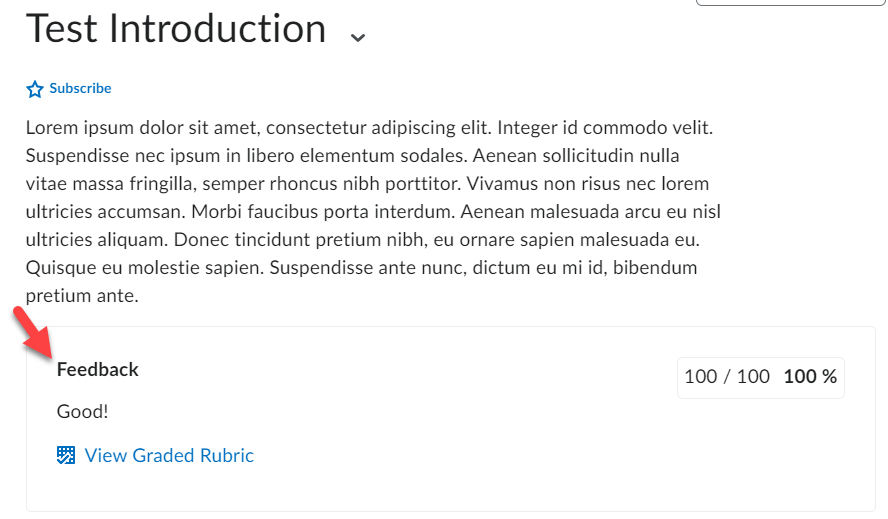 Test Introduction
Subscribe
Lorem ipsum dolor sit amet, consectetur adipiscing elit. Integer id commodo velit.
Suspendisse nec ipsum in libero elementum sodales. Aenean sollicitudin nulla
vitae massa fringilla, semper rhoncus nibh porttitor. Vivamus non risus nec lorem
ultricies accumsan. Morbi faucibus porta interdum. Aenean malesuada arcu eu nisl
ultricies aliquam. Donec tincidunt pretium nibh, eu ornare sapien malesuada eu.
Quisque eu molestie sapien. Suspendisse ante nunc, dictum eu mi id, bibendum
pretium ante.
Feedback
100 / 100 100 %
Good!
View Graded Rubric